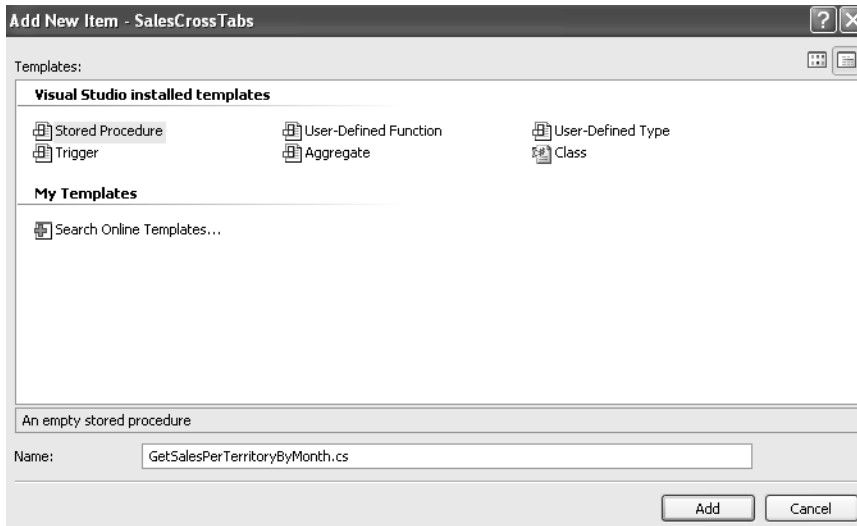 Add New Item - SalesCrossTabs
Templates:
Visual Studio installed templates
Stored Procedure User-Defined Function User-Defined Type
Trigger Aggregate Class
My Templates
Search Online Templates...
An empty stored procedure
Name: GetSalesPerTerritoryByMonth.cs
Add Cancel